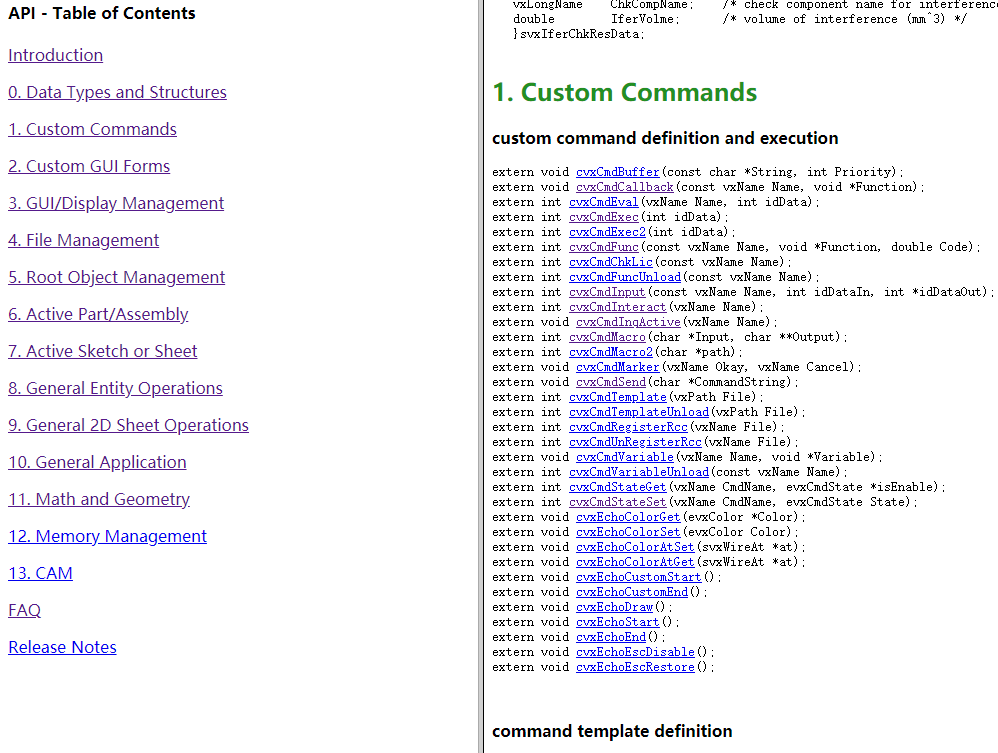 API - Table of Contents
Introduction
0. Data Types and Structures
1. Custom Commands
2. Custom GUI Forms
3. GUI/Display Management
4. File Management
5. Root Object Management
6. Active Part/Assembly
7. Active Sketch or Sheet
8. General Entity Operations
9. General 2D Sheet Operations
10. General Application
11. Math and Geometry
12. Memory Management
13. CAM
FAQ
Release Notes
vxLongName ChkCompName; /* check component name for interference
double IferVolme; /* volume of interference (mm^3) */
}svxIferChkResData;
1. Custom Commands
custom command definition and execution
extern void cvxCmdBuffer(const char *String, int Priority);
extern void cvxCmdCallback(const vxName Name, void *Function);
extern int cvxCmdEval(vxName Name, int idData);
extern int cvxCmdExec(int idData);
extern int cvxCmdExec2(int idData);
extern int cvxCmdFunc(const vxName Name, void *Function, double Code);
extern int cvxCmdChkLic(const vxName Name);
extern int cvxCmdFuncUnload(const vxName Name);
extern int cvxCmdInput(const vxName Name, int idDataIn, int *idDataOut);
extern int cvxCmdInteract(vxName Name);
extern void cvxCmdInqActive(vxName Name);
extern int cvxCmdMacro(char *Input, char **Output);
extern int cvxCmdMacro2(char *path);
extern int cvxCmdMarker(vxName Okay, vxName Cancel);
extern void cvxCmdSend(char *CommandString);
extern int cvxCmdTemplate(vxPath File);
extern int cvxCmdTemplateUnload(vxPath File);
extern int cvxCmdRegisterRcc(vxName File);
extern int cvxCmdUnRegisterRcc(vxName File);
extern void cvxCmdVariable(vxName Name, void *Variable);
extern int cvxCmdVariableUnload(const vxName Name);
extern int cvxCmdStateGet(vxName CmdName, evxCmdState *isEnable);
extern int cvxCmdStateSet(vxName CmdName, evxCmdState State);
extern void cvxEchoColorGet(evxColor *Color);
extern void cvxEchoColorSet(evxColor Color);
extern void cvxEchoColorAtSet(svxWireAt *at);
extern void cvxEchoColorAtGet(svxWireAt *at);
extern void cvxEchoCustomStart();
extern void cvxEchoCustomEnd();
extern void cvxEchoDraw();
extern void cvxEchoStart();
extern void cvxEchoEnd();
extern void cvxEchoEscDisable();
extern void cvxEchoEscRestore();
command template definition